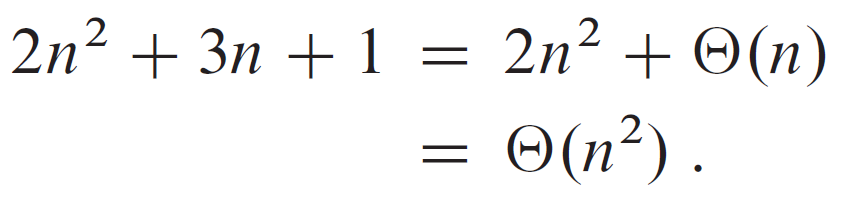 2n² + 3n + 1 = 2n² + Θ(n)
= Θ(n²) .